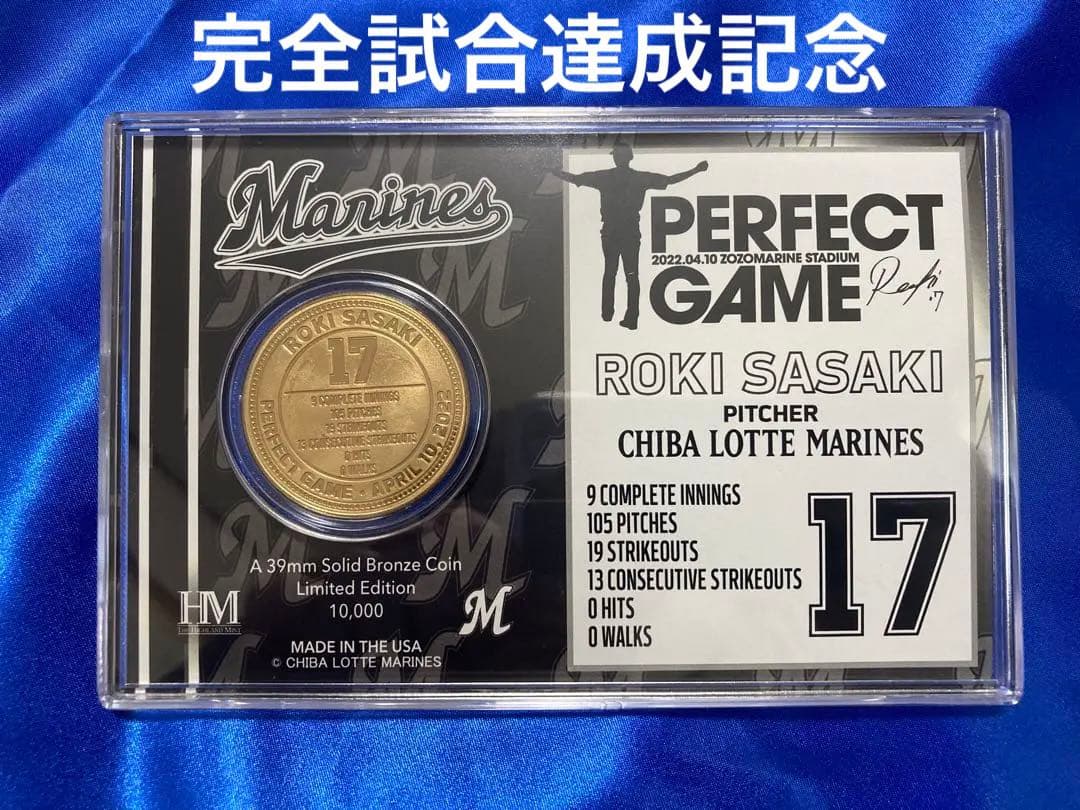 完全試合達成記念
Marines
ROKI SASAKI
17
9 COMPLETE INNINGS
105 PITCHES
19 STRIKEOUTS
13 CONSECUTIVE STRIKEOUTS
0 HITS
0 WALKS
PERFECT GAME • APRIL 10, 2022
A 39mm Solid Bronze Coin
Limited Edition
10,000
HM
THE HIGHLAND MINT
M
MADE IN THE USA
© CHIBA LOTTE MARINES
PERFECT
2022.04.10 ZOZOMARINE STADIUM
GAME
ROKI SASAKI
PITCHER
CHIBA LOTTE MARINES
9 COMPLETE INNINGS
105 PITCHES
19 STRIKEOUTS
13 CONSECUTIVE STRIKEOUTS
0 HITS
0 WALKS
17